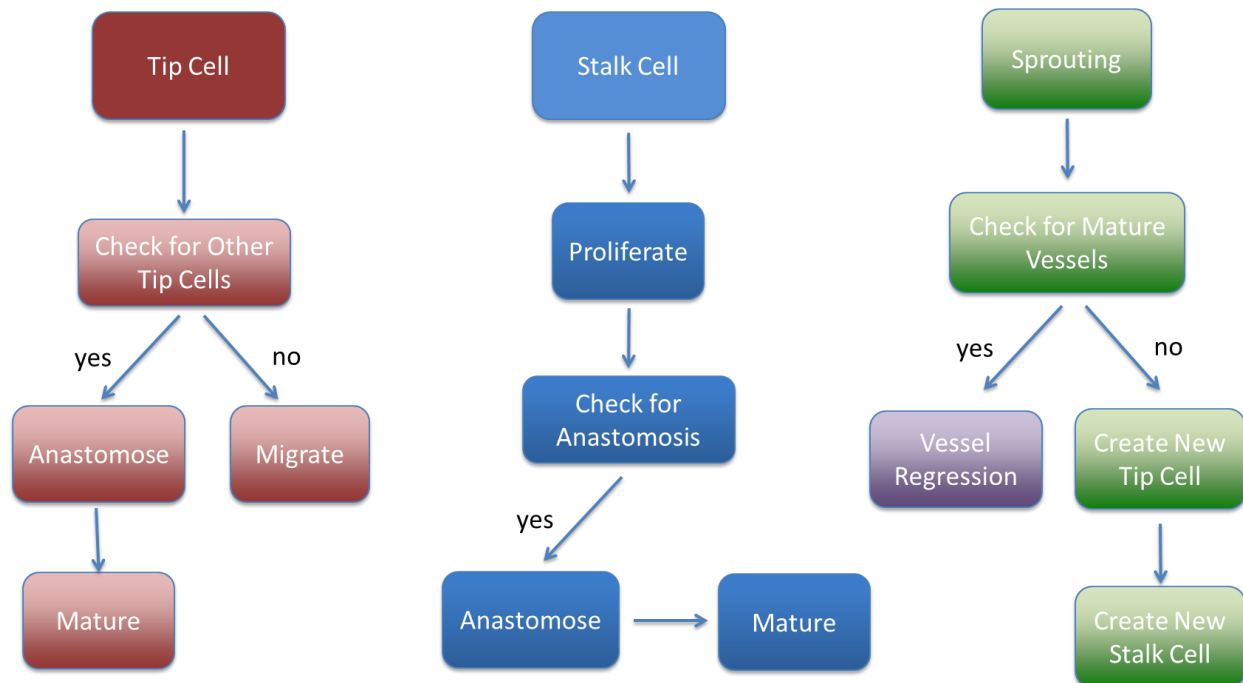 Tip Cell
Check for Other
Tip Cells
yes
no
Anastomose
Migrate
Mature
Stalk Cell
Proliferate
Check for
Anastomosis
yes
Anastomose
Mature
Sprouting
Check for Mature
Vessels
yes
no
Vessel
Regression
Create New
Tip Cell
Create New
Stalk Cell